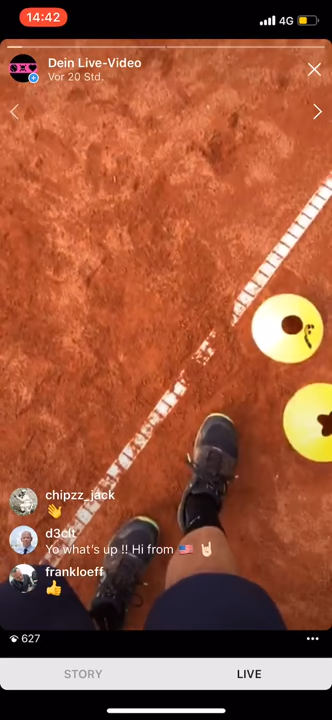 14:42
4G
Dein Live-Video
Vor 20 Std.
chipzz_jack
👋
d3clt
Yo what's up !! Hi from 🇺🇸 🤘🏻
frankloeff
👍
627
STORY
LIVE